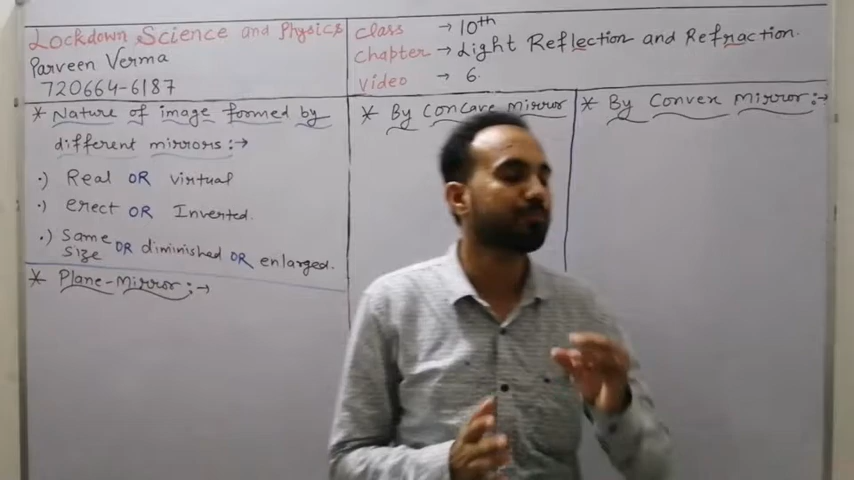 Lockdown Science and Physics
Parveen Verma
720664-6187
class → 10th
Chapter → Light Reflection and Refraction.
video → 6.
* Nature of image formed by
different mirrors :→
·) Real OR virtual
·) erect OR Inverted.
·) Same size OR diminished OR enlarged.
* Plane-Mirror :→
* By Concave mirror
* By Convex mirror :→